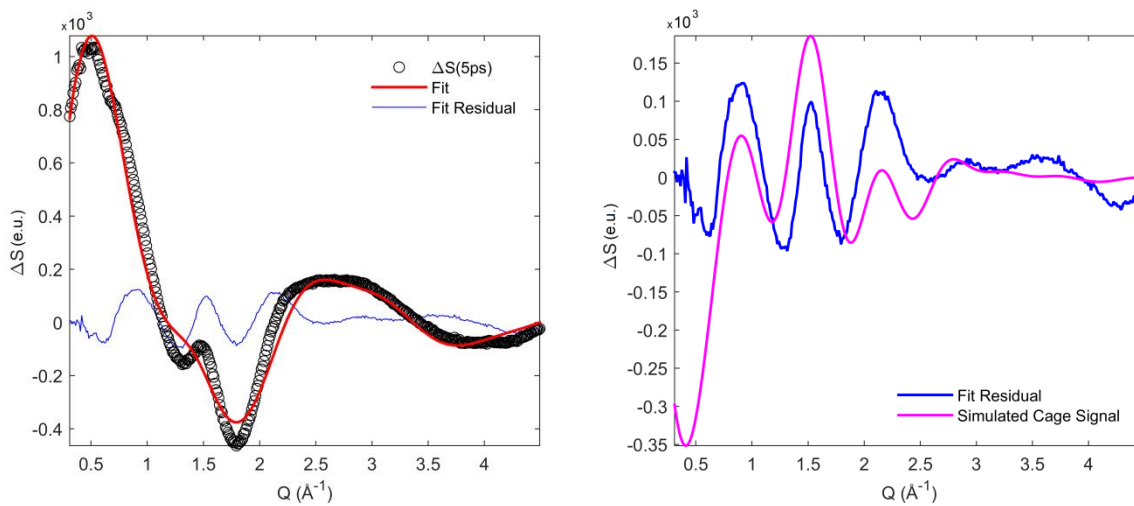 ×10³
1
0.8
0.6
0.4
0.2
0
-0.2
-0.4
ΔS (e.u.)
0.5 1 1.5 2 2.5 3 3.5 4
Q (Å⁻¹)
ΔS(5ps)
Fit
Fit Residual
×10³
0.15
0.1
0.05
0
-0.05
-0.1
-0.15
-0.2
-0.25
-0.3
-0.35
ΔS (e.u.)
0.5 1 1.5 2 2.5 3 3.5 4
Q (Å⁻¹)
Fit Residual
Simulated Cage Signal